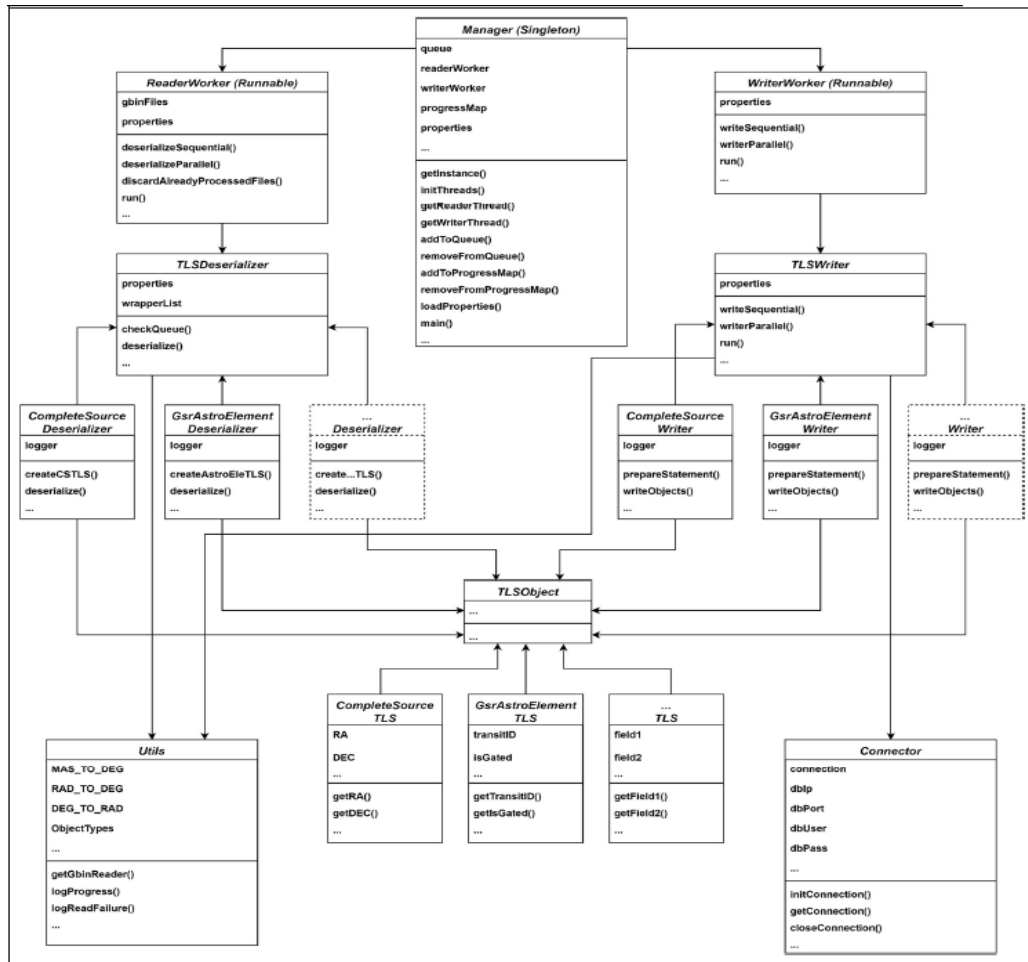 Manager (Singleton)
queue
readerWorker
writerWorker
progressMap
properties
...
getInstance()
initThreads()
getReaderThread()
getWriterThread()
addToQueue()
removeFromQueue()
addToProgressMap()
removeFromProgressMap()
loadProperties()
main()
...
ReaderWorker (Runnable)
gbinFiles
properties
deserializeSequential()
deserializeParallel()
discardAlreadyProcessedFiles()
run()
...
WriterWorker (Runnable)
properties
writeSequential()
writerParallel()
run()
...
TLSDeserializer
properties
wrapperList
checkQueue()
deserialize()
...
TLSWriter
properties
writeSequential()
writerParallel()
run()
...
CompleteSource
Deserializer
logger
createCSTLS()
deserialize()
...
GsrAstroElement
Deserializer
logger
createAstroEleTLS()
deserialize()
...
...
Deserializer
logger
create...TLS()
deserialize()
...
CompleteSource
Writer
logger
prepareStatement()
writeObjects()
...
GsrAstroElement
Writer
logger
prepareStatement()
writeObjects()
....
...
Writer
logger
prepareStatement()
writeObjects()
...
TLSObject
...
...
CompleteSource
TLS
RA
DEC
...
getRA()
getDEC()
...
GsrAstroElement
TLS
transitID
isGated
...
getTransitID()
getIsGated()
...
...
TLS
field1
field2
...
getField1()
getField2()
...
Utils
MAS_TO_DEG
RAD_TO_DEG
DEG_TO_RAD
ObjectTypes
...
getGbinReader()
logProgress()
logReadFailure()
...
Connector
connection
dbIp
dbPort
dbUser
dbPass
...
initConnection()
getConnection()
closeConnection()
...